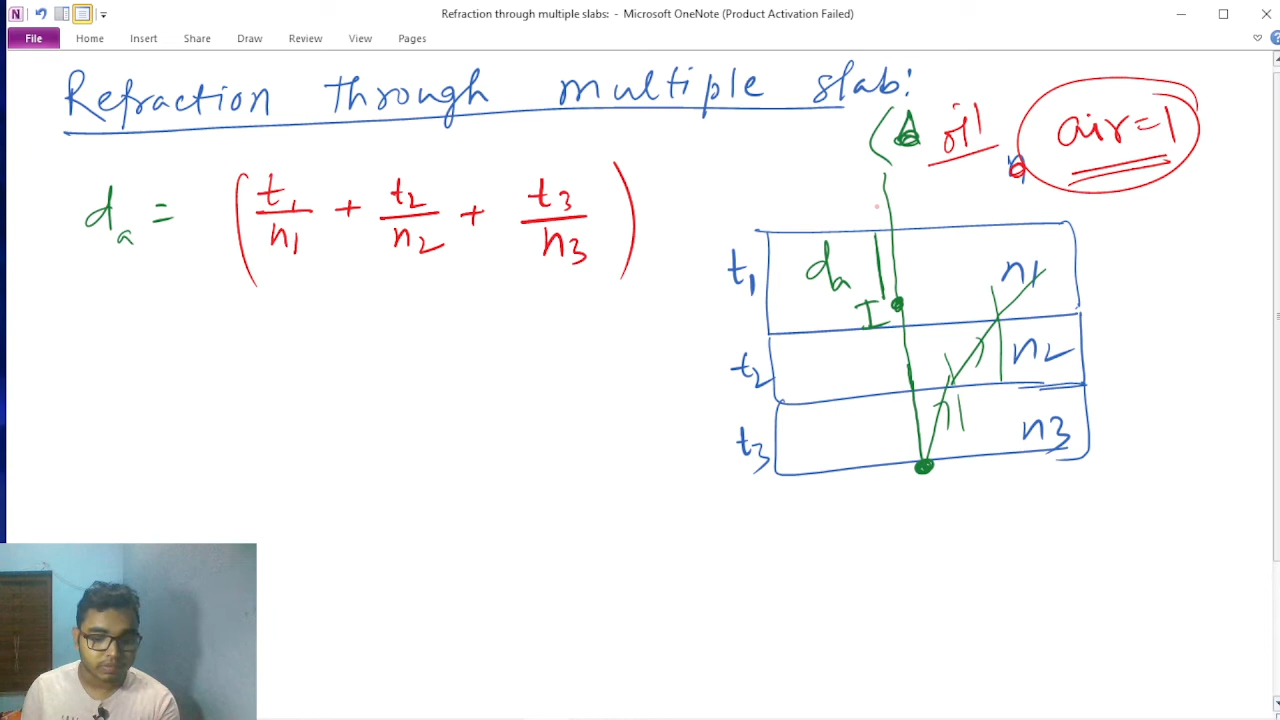 Refraction through multiple slabs: - Microsoft OneNote (Product Activation Failed)
File Home Insert Share Draw Review View Pages
Refraction through multiple slab:
oil air=1
da = (t1/n1 + t2/n2 + t3/n3)
t1 da n1
I
t2 n2
t3 n3